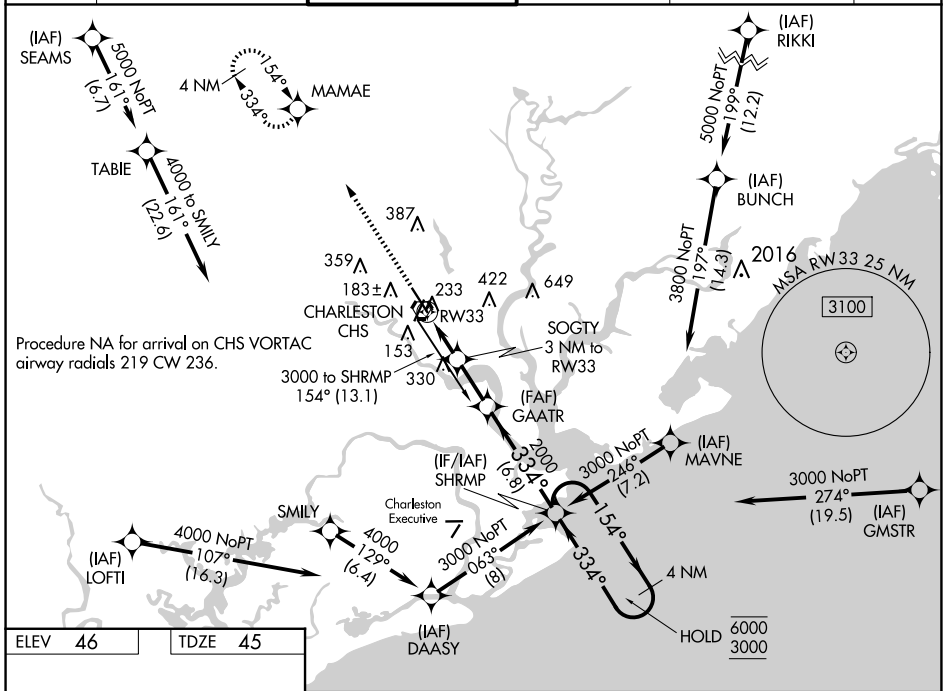 (IAF)
SEAMS
5000 NoPT
161°
(6.7)
4 NM
154°
334°
MAMAE
(IAF)
RIKKI
5000 NoPT
199°
(12.2)
TABIE
4000 to SMILY
161°
(22.6)
(IAF)
BUNCH
3800 NoPT
197°
(14.3)
2016
MSA RW33 25 NM
3100
387
359
183±
233
422
649
CHARLESTON
CHS
RW33
153
330
Procedure NA for arrival on CHS VORTAC
airway radials 219 CW 236.
3000 to SHRMP
154° (13.1)
SOGTY
3 NM to
RW33
(FAF)
GAATR
2000
334°
(6.8)
(IF/IAF)
SHRMP
3000 NoPT
246°
(7.2)
(IAF)
MAVNE
3000 NoPT
274°
(19.5)
(IAF)
GMSTR
Charleston
Executive
SMILY
4000
129°
(6.4)
3000 NoPT
063°
(8)
154°
334°
4 NM
(IAF)
LOFTI
4000 NoPT
107°
(16.3)
(IAF)
DAASY
HOLD
6000
3000
ELEV 46
TDZE 45